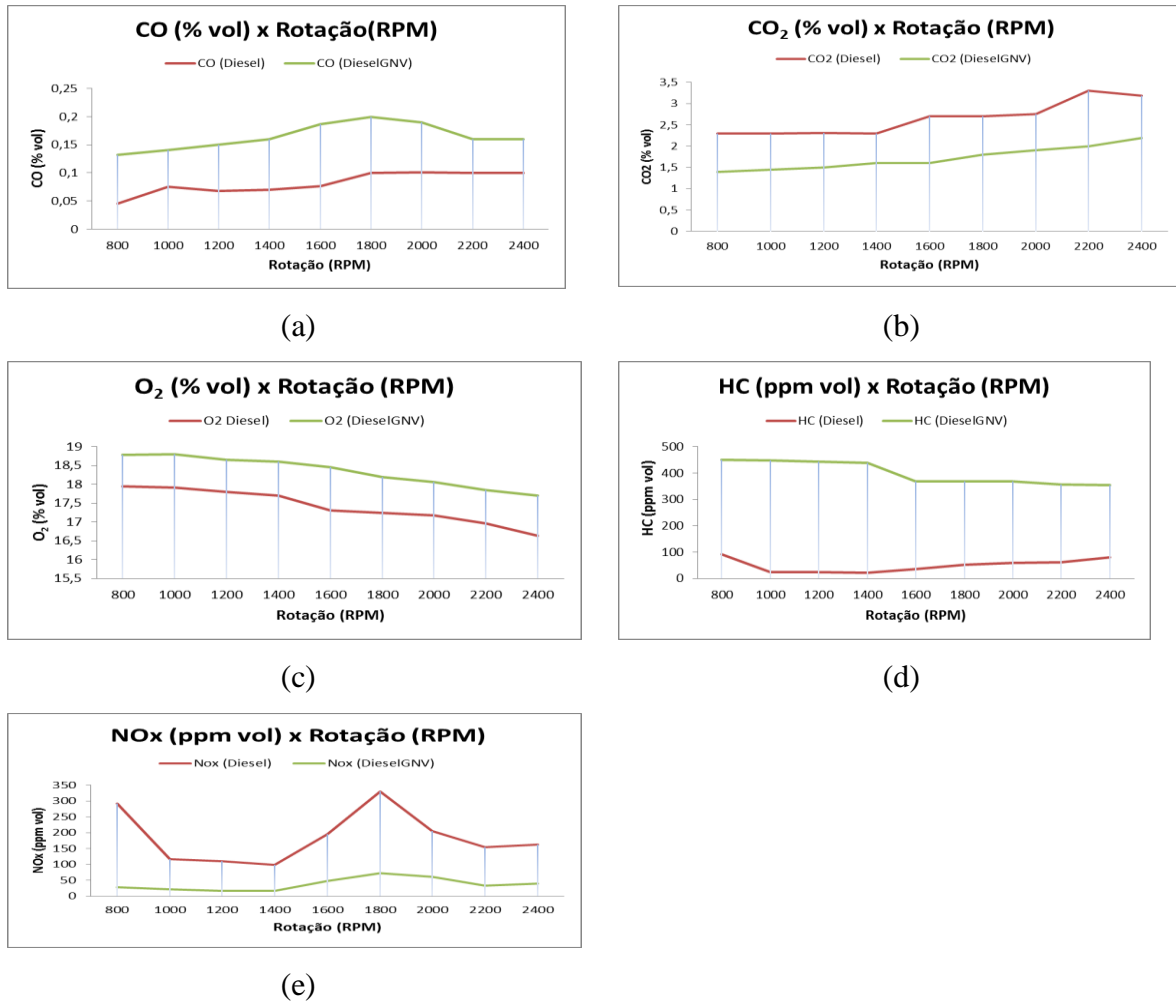 CO (% vol) x Rotação(RPM)
CO (Diesel) CO (DieselGNV)
0,25
0,2
0,15
0,1
0,05
0
CO (% vol)
800 1000 1200 1400 1600 1800 2000 2200 2400
Rotação (RPM)
(a)
CO₂ (% vol) x Rotação (RPM)
CO2 (Diesel) CO2 (DieselGNV)
3,5
3
2,5
2
1,5
1
0,5
0
CO2 (% vol)
800 1000 1200 1400 1600 1800 2000 2200 2400
Rotação (RPM)
(b)
O₂ (% vol) x Rotação (RPM)
O2 Diesel) O2 (DieselGNV)
19
18,5
18
17,5
17
16,5
16
15,5
O₂ (% vol)
800 1000 1200 1400 1600 1800 2000 2200 2400
Rotação (RPM)
(c)
HC (ppm vol) x Rotação (RPM)
HC (Diesel) HC (DieselGNV)
500
400
300
200
100
0
HC (ppm vol)
800 1000 1200 1400 1600 1800 2000 2200 2400
Rotação (RPM)
(d)
NOx (ppm vol) x Rotação (RPM)
Nox (Diesel) Nox (DieselGNV)
350
300
250
200
150
100
50
0
NOx (ppm vol)
800 1000 1200 1400 1600 1800 2000 2200 2400
Rotação (RPM)
(e)